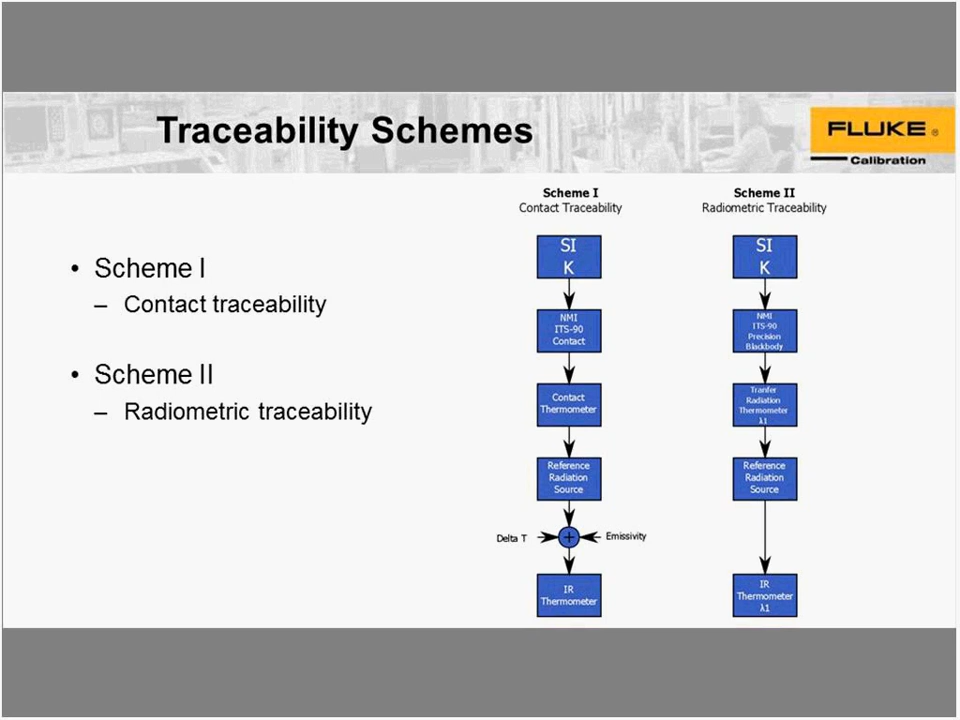 Traceability Schemes
FLUKE ®
Calibration
• Scheme I
– Contact traceability
• Scheme II
– Radiometric traceability
Scheme I
Contact Traceability
SI
K
NMI
ITS-90
Contact
Contact
Thermometer
Reference
Radiation
Source
Delta T
+
Emissivity
IR
Thermometer
Scheme II
Radiometric Traceability
SI
K
NMI
ITS-90
Precision
Blackbody
Tranfer
Radiation
Thermometer
λ1
Reference
Radiation
Source
IR
Thermometer
λ1